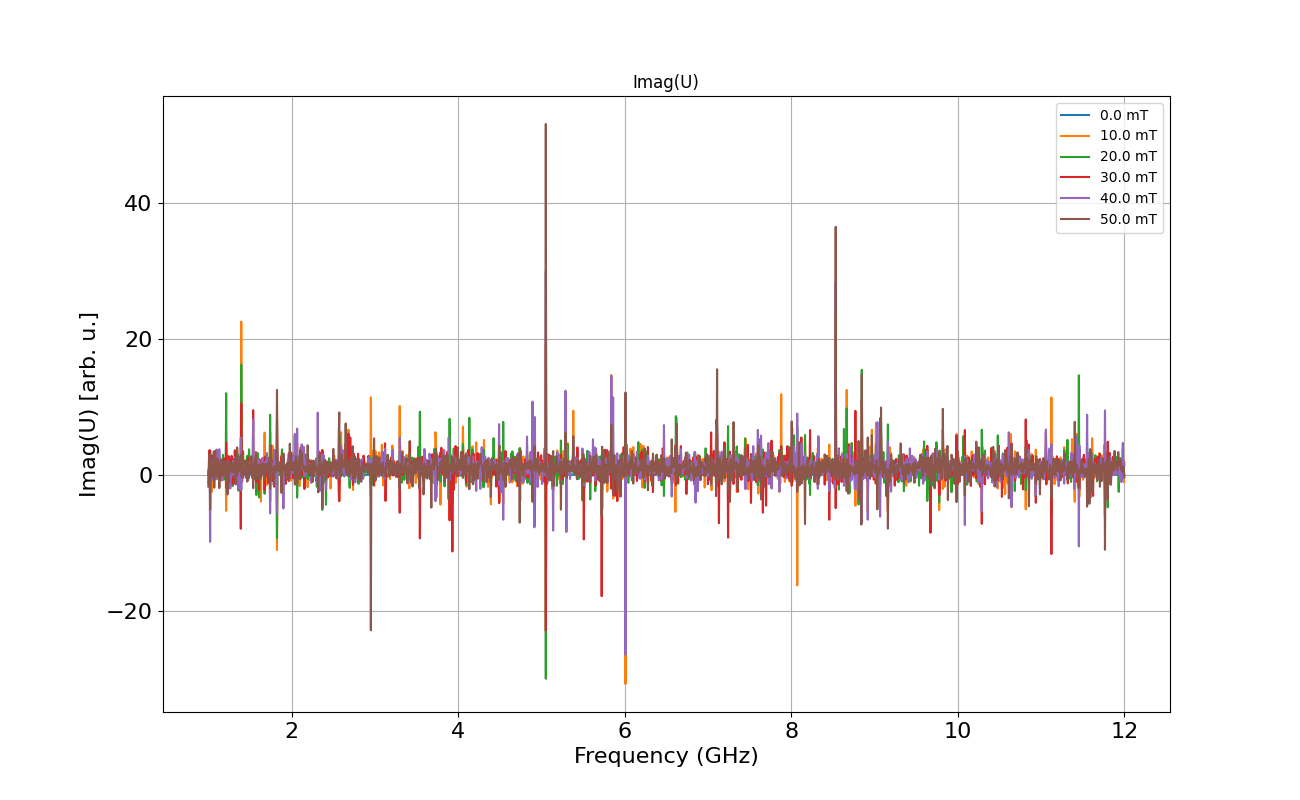 Imag(U)
0.0 mT
10.0 mT
20.0 mT
30.0 mT
40.0 mT
50.0 mT
Imag(U) [arb. u.]
40
20
0
−20
2 4 6 8 10 12
Frequency (GHz)